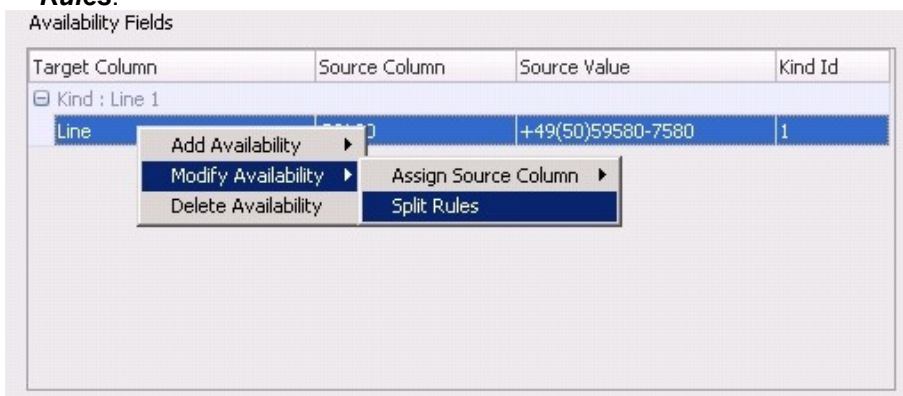 Rules.
Availability Fields
Target Column Source Column Source Value Kind Id
Kind : Line 1
Line +49(50)59580-7580 1
Add Availability
Modify Availability Assign Source Column
Delete Availability Split Rules